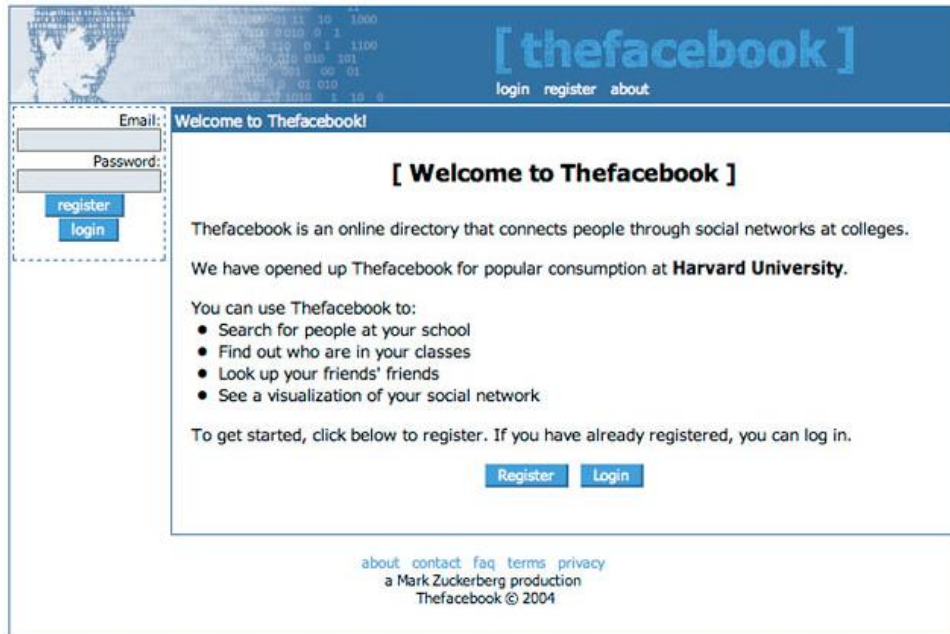 [ thefacebook ]
login register about
Email:
Password:
register
login
Welcome to Thefacebook!
[ Welcome to Thefacebook ]
Thefacebook is an online directory that connects people through social networks at colleges.
We have opened up Thefacebook for popular consumption at Harvard University.
You can use Thefacebook to:
• Search for people at your school
• Find out who are in your classes
• Look up your friends' friends
• See a visualization of your social network
To get started, click below to register. If you have already registered, you can log in.
Register Login
about contact faq terms privacy
a Mark Zuckerberg production
Thefacebook © 2004